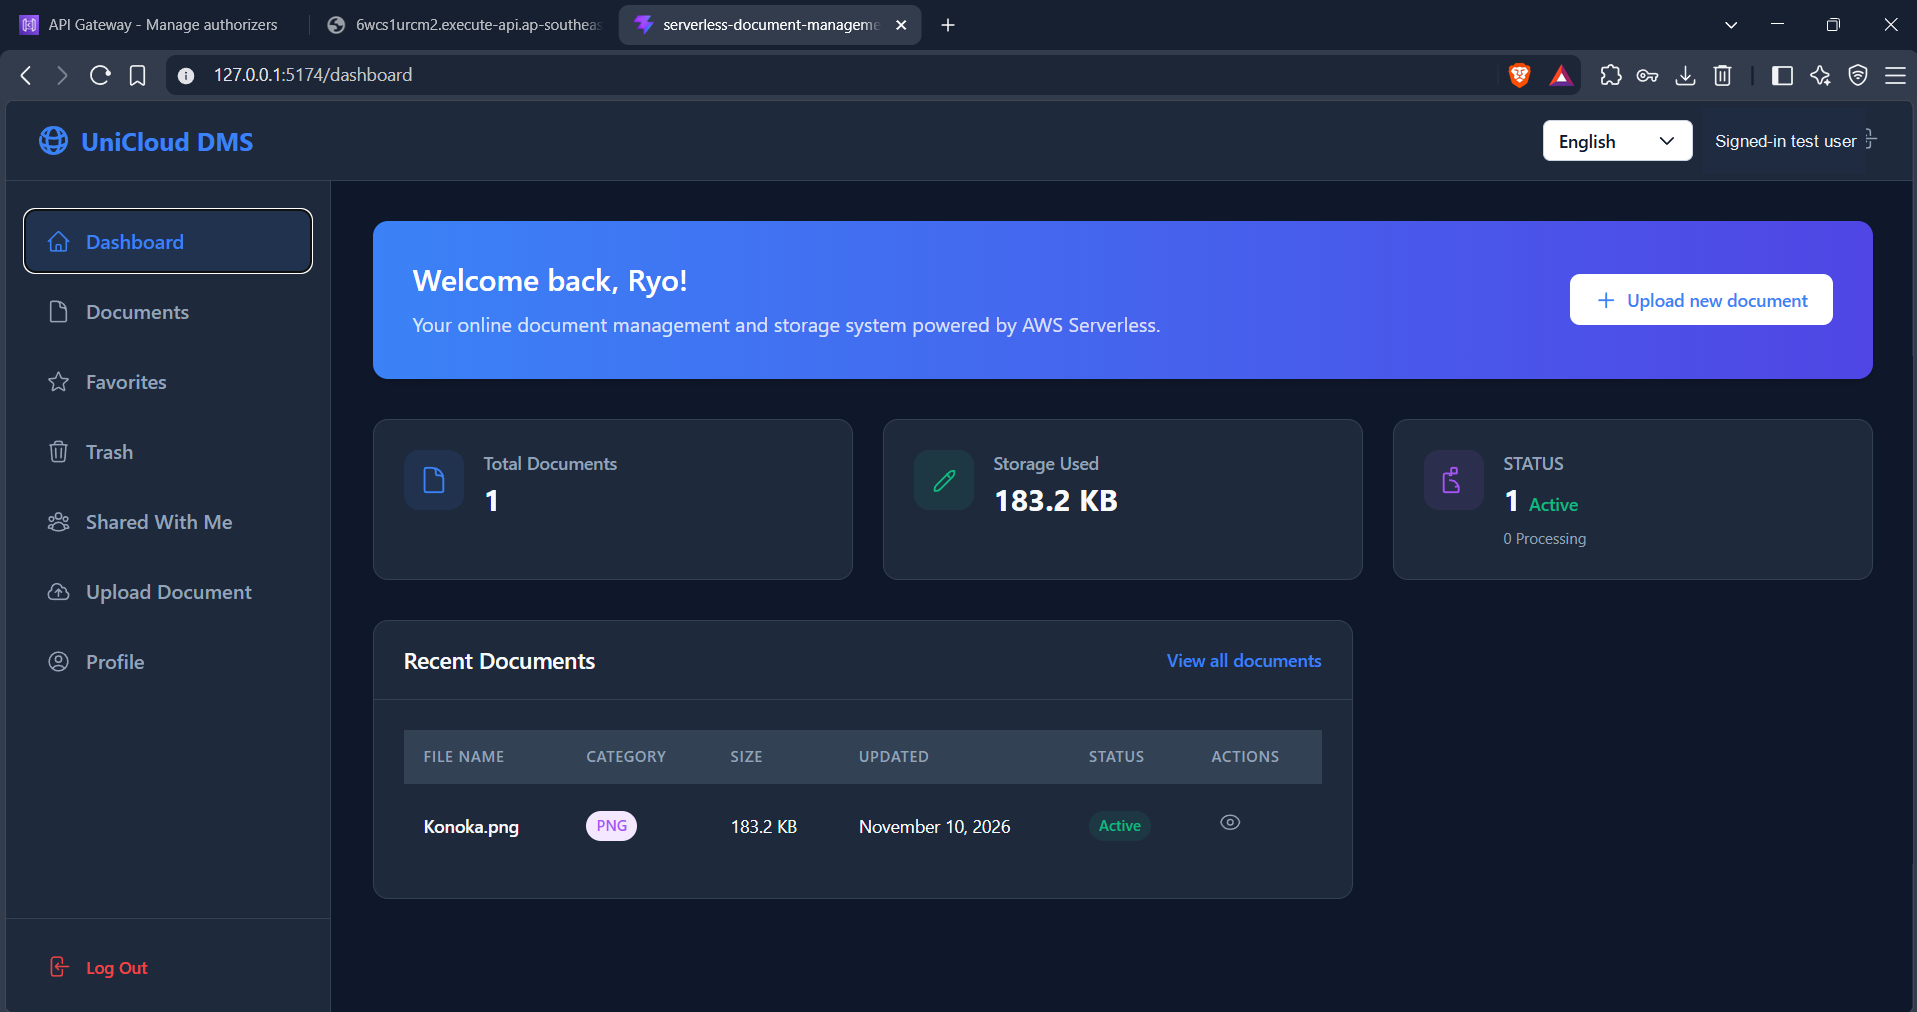 API Gateway - Manage authorizers
6wcs1urcm2.execute-api.ap-southeas
serverless-document-manageme
127.0.0.1:5174/dashboard
UniCloud DMS
English
Signed-in test user
Dashboard
Documents
Favorites
Trash
Shared With Me
Upload Document
Profile
Log Out
Welcome back, Ryo!
Your online document management and storage system powered by AWS Serverless.
Upload new document
Total Documents
1
Storage Used
183.2 KB
STATUS
1 Active
0 Processing
Recent Documents
View all documents
FILE NAME CATEGORY SIZE UPDATED STATUS ACTIONS
Konoka.png PNG 183.2 KB November 10, 2026 Active